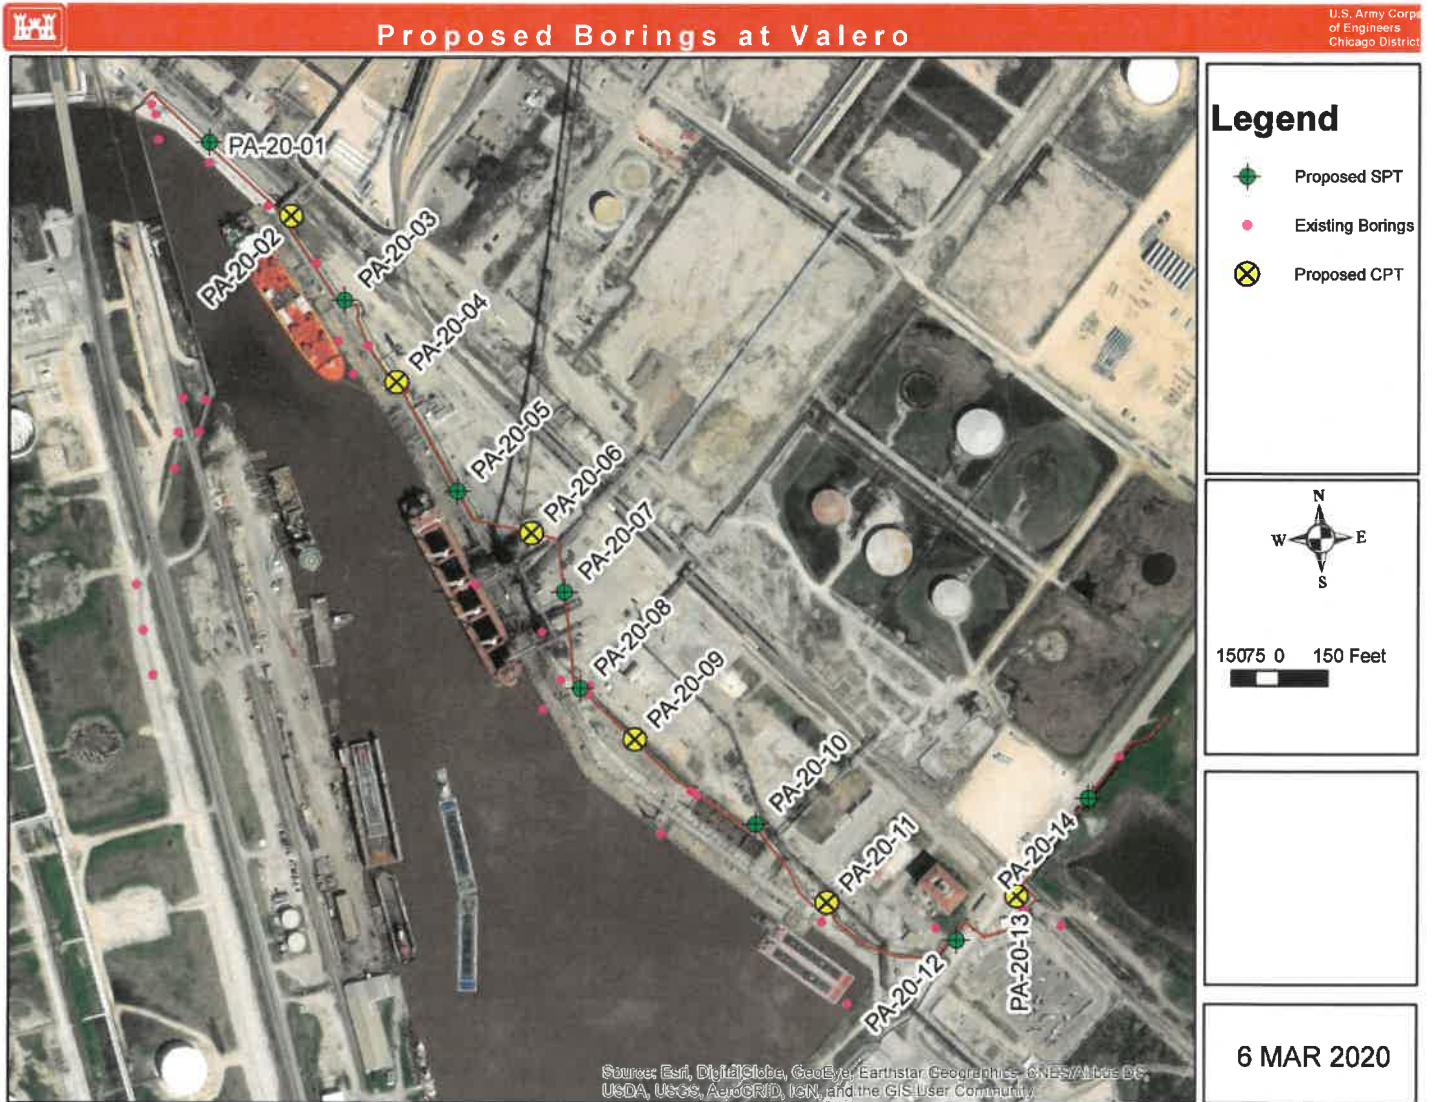 Proposed Borings at Valero
U.S. Army Corps
of Engineers
Chicago District
PA-20-01
PA-20-02
PA-20-03
PA-20-04
PA-20-05
PA-20-06
PA-20-07
PA-20-08
PA-20-09
PA-20-10
PA-20-11
PA-20-12
PA-20-13
PA-20-14
Source: Esri, DigitalGlobe, GeoEye, Earthstar Geographics, CNES/Airbus DS,
USDA, USGS, AeroGRID, IGN, and the GIS User Community
Legend
Proposed SPT
Existing Borings
Proposed CPT
N
W E
S
15075 0 150 Feet
6 MAR 2020